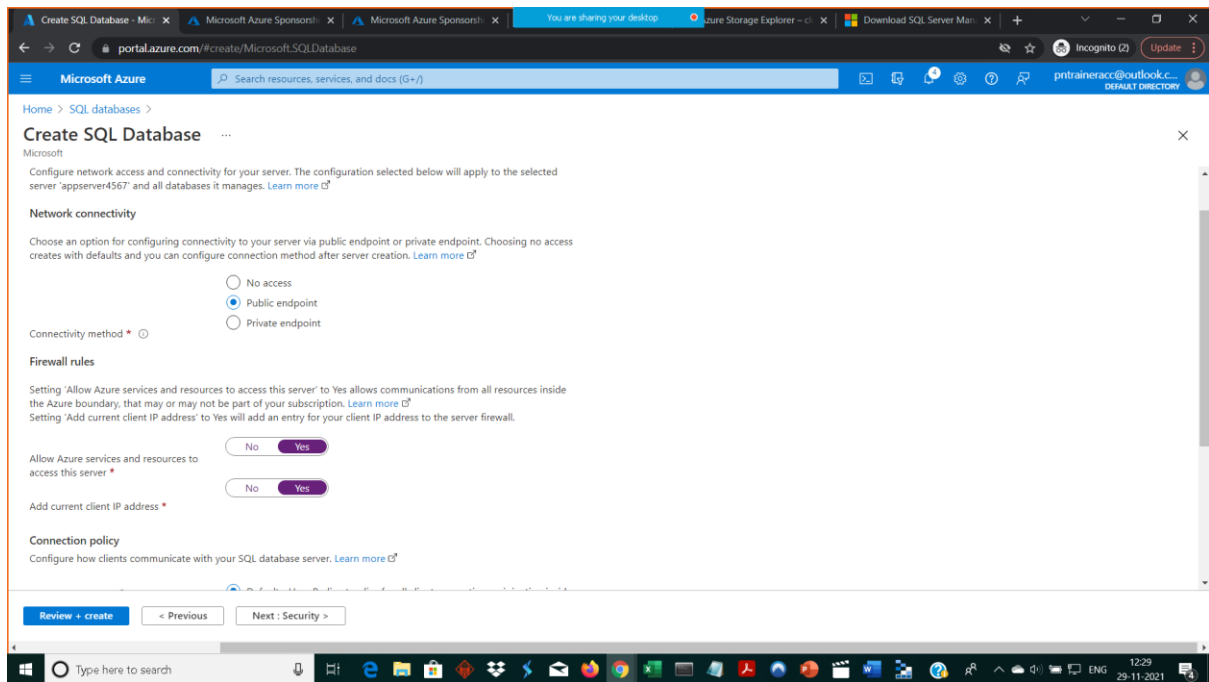 Create SQL Database - Micr
Microsoft Azure Sponsorsh
Microsoft Azure Sponsorsh
You are sharing your desktop
zure Storage Explorer – cl
Download SQL Server Man
portal.azure.com/#create/Microsoft.SQLDatabase
Incognito (2)
Update
Microsoft Azure
Search resources, services, and docs (G+/)
4
pntraineracc@outlook.c...
DEFAULT DIRECTORY
Home > SQL databases >
Create SQL Database ...
Microsoft
Configure network access and connectivity for your server. The configuration selected below will apply to the selected
server 'appserver4567' and all databases it manages. Learn more
Network connectivity
Choose an option for configuring connectivity to your server via public endpoint or private endpoint. Choosing no access
creates with defaults and you can configure connection method after server creation. Learn more
No access
Public endpoint
Private endpoint
Connectivity method *
Firewall rules
Setting 'Allow Azure services and resources to access this server' to Yes allows communications from all resources inside
the Azure boundary, that may or may not be part of your subscription. Learn more
Setting 'Add current client IP address' to Yes will add an entry for your client IP address to the server firewall.
No Yes
Allow Azure services and resources to
access this server *
No Yes
Add current client IP address *
Connection policy
Configure how clients communicate with your SQL database server. Learn more
Review + create
< Previous
Next : Security >
Type here to search
ENG
12:29
29-11-2021
4